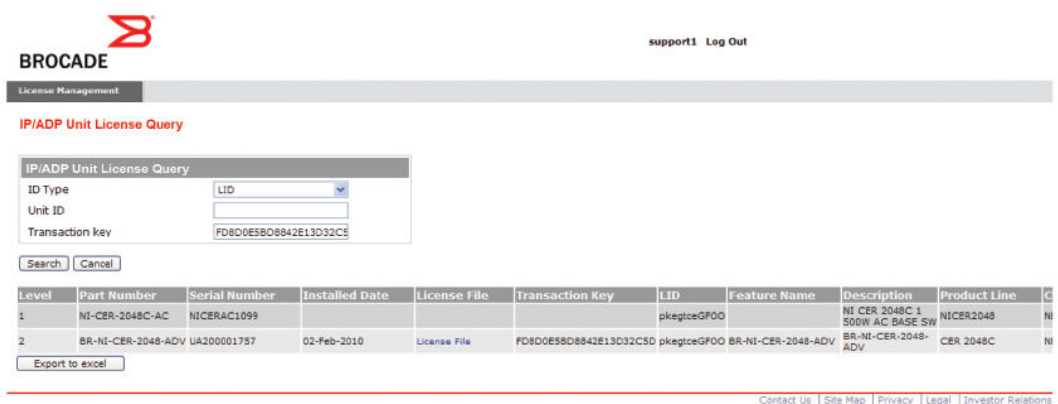 BROCADE
support1 Log Out
License Management
IP/ADP Unit License Query
IP/ADP Unit License Query
ID Type LID
Unit ID
Transaction key FD8D0E5BD8842E13D32C5
Search Cancel
Level Part Number Serial Number Installed Date License File Transaction Key LID Feature Name Description Product Line
1 NI-CER-2048C-AC NICERAC1099 pkegtceGFOO NI CER 2048C 1 500W AC BASE SW NICER2048
2 BR-NI-CER-2048-ADV UA200001757 02-Feb-2010 License File FD8D0E5BD8842E13D32C5D pkegtceGFOO BR-NI-CER-2048-ADV BR-NI-CER-2048-ADV CER 2048C
Export to excel
Contact Us | Site Map | Privacy | Legal | Investor Relations